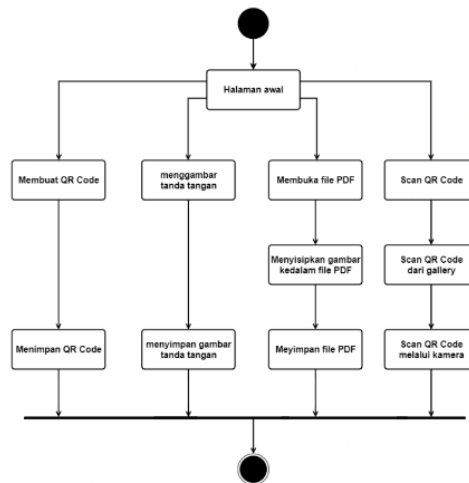 Halaman awal
Membuat QR Code
menggambar
tanda tangan
Membuka file PDF
Scan QR Code
Menyisipkan gambar
kedalam file PDF
Scan QR Code
dari gallery
Menimpan QR Code
menyimpan gambar
tanda tangan
Meyimpan file PDF
Scan QR Code
melalui kamera